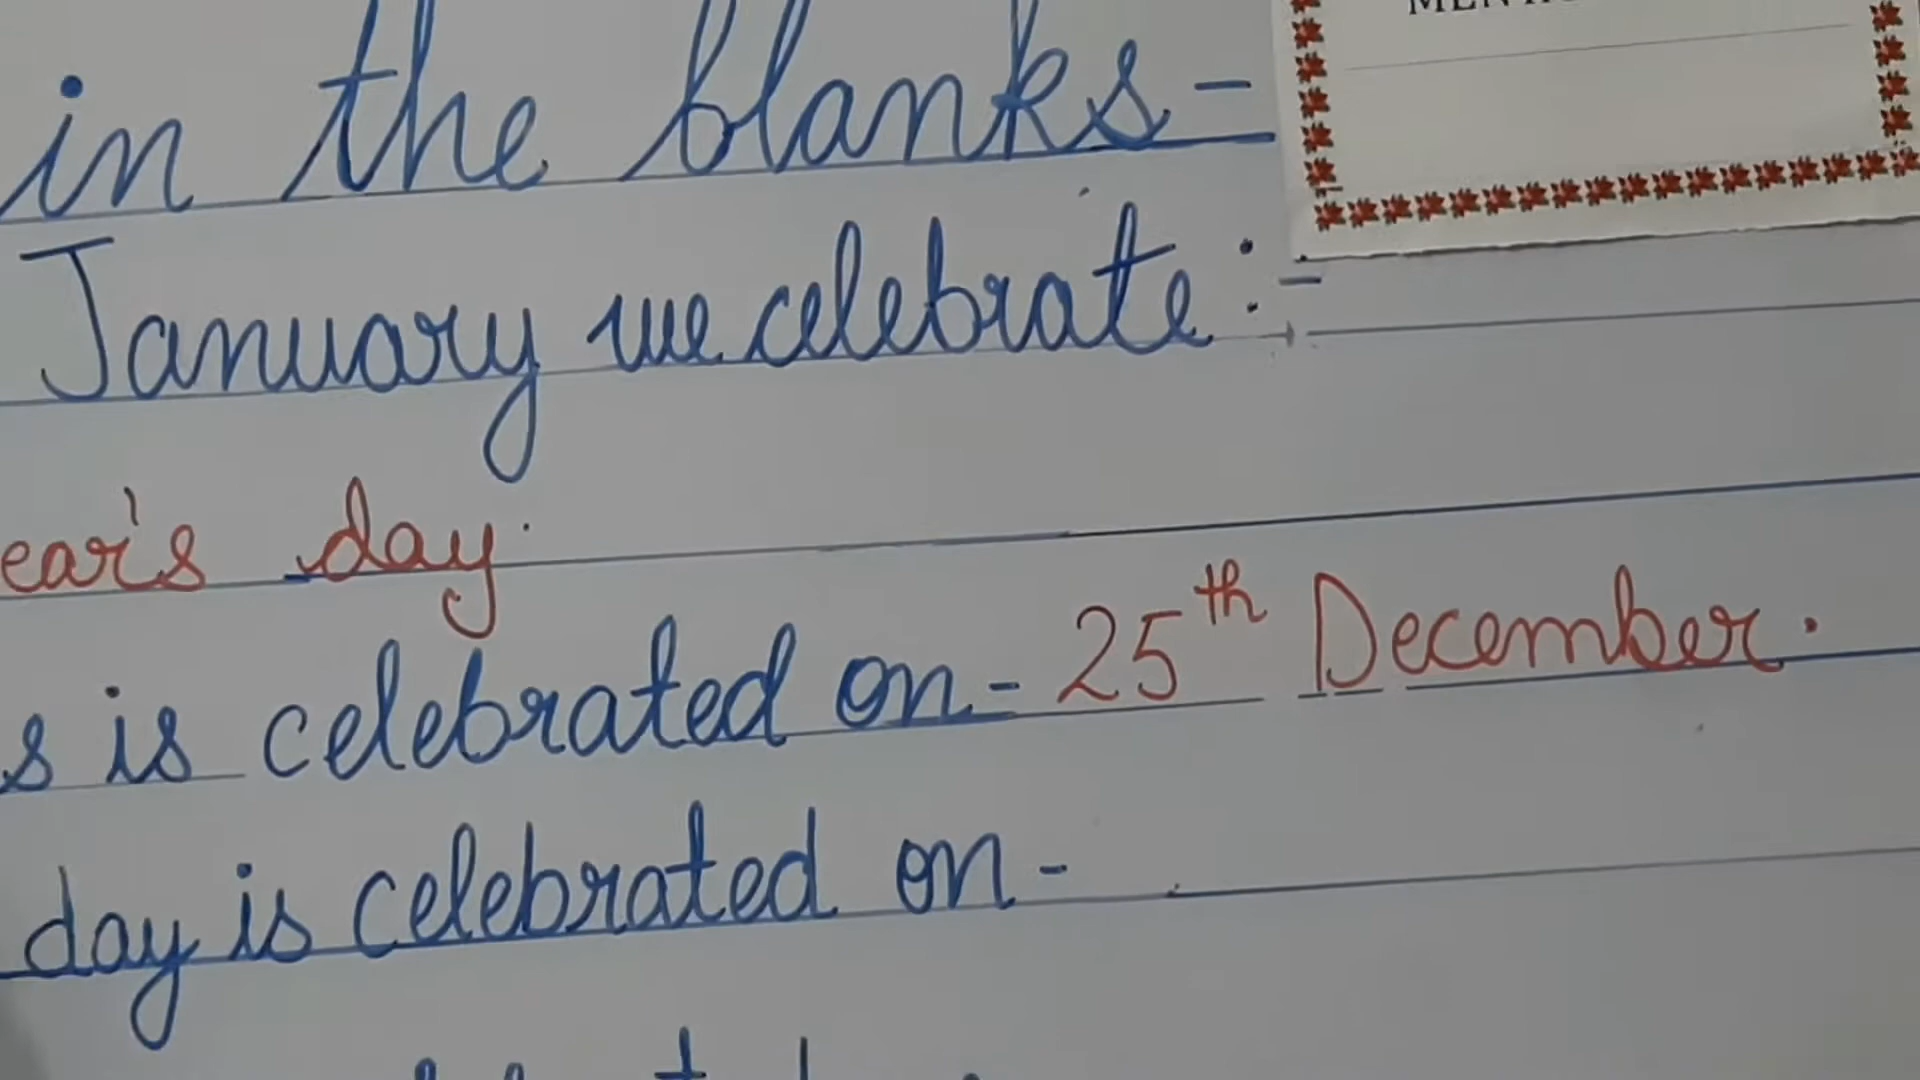 in the blanks-
January we celebrate:-
ear's day.
s is celebrated on- 25th December.
day is celebrated on-